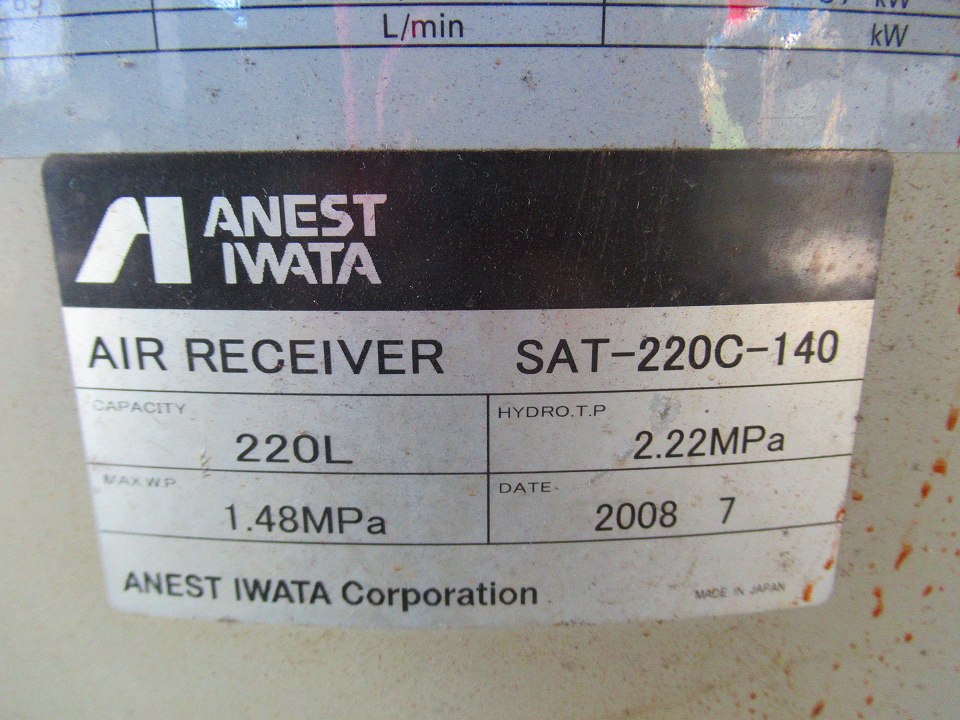 kW
L/min kW
ANEST
IWATA
AIR RECEIVER SAT-220C-140
CAPACITY HYDRO.T.P
220L 2.22MPa
MAX.W.P. DATE
1.48MPa 2008 7
ANEST IWATA Corporation MADE IN JAPAN